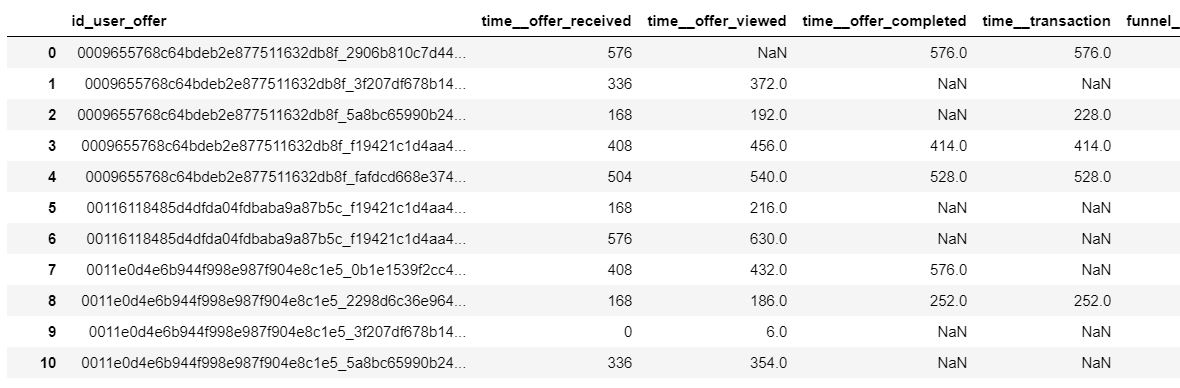 id_user_offer time__offer_received time__offer_viewed time__offer_completed time__transaction funnel_
0 0009655768c64bdeb2e877511632db8f_2906b810c7d44... 576 NaN 576.0 576.0
1 0009655768c64bdeb2e877511632db8f_3f207df678b14... 336 372.0 NaN NaN
2 0009655768c64bdeb2e877511632db8f_5a8bc65990b24... 168 192.0 NaN 228.0
3 0009655768c64bdeb2e877511632db8f_f19421c1d4aa4... 408 456.0 414.0 414.0
4 0009655768c64bdeb2e877511632db8f_fafdcd668e374... 504 540.0 528.0 528.0
5 00116118485d4dfda04fdbaba9a87b5c_f19421c1d4aa4... 168 216.0 NaN NaN
6 00116118485d4dfda04fdbaba9a87b5c_f19421c1d4aa4... 576 630.0 NaN NaN
7 0011e0d4e6b944f998e987f904e8c1e5_0b1e1539f2cc4... 408 432.0 576.0 NaN
8 0011e0d4e6b944f998e987f904e8c1e5_2298d6c36e964... 168 186.0 252.0 252.0
9 0011e0d4e6b944f998e987f904e8c1e5_3f207df678b14... 0 6.0 NaN NaN
10 0011e0d4e6b944f998e987f904e8c1e5_5a8bc65990b24... 336 354.0 NaN NaN